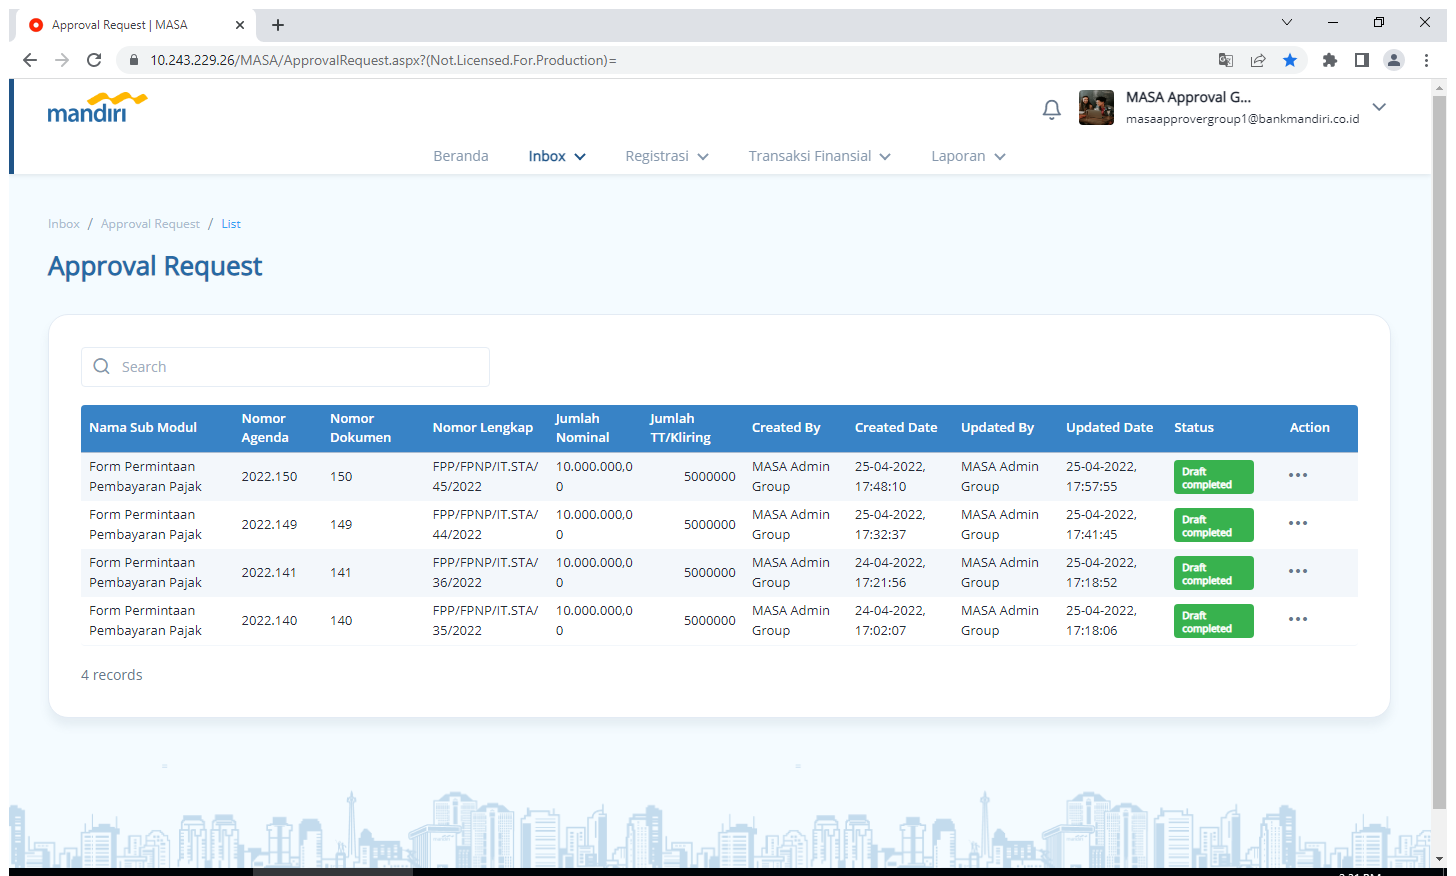 Approval Request | MASA
10.243.229.26/MASA/ApprovalRequest.aspx?(Not.Licensed.For.Production)=
mandiri
MASA Approval G...
masaapprovergroup1@bankmandiri.co.id
Beranda Inbox Registrasi Transaksi Finansial Laporan
Inbox / Approval Request / List
Approval Request
Search
Nama Sub Modul Nomor Agenda Nomor Dokumen Nomor Lengkap Jumlah Nominal Jumlah TT/Kliring Created By Created Date Updated By Updated Date Status Action
Form Permintaan Pembayaran Pajak 2022.150 150 FPP/FPNP/IT.STA/45/2022 10.000.000,00 5000000 MASA Admin Group 25-04-2022, 17:48:10 MASA Admin Group 25-04-2022, 17:57:55 Draft completed
Form Permintaan Pembayaran Pajak 2022.149 149 FPP/FPNP/IT.STA/44/2022 10.000.000,00 5000000 MASA Admin Group 25-04-2022, 17:32:37 MASA Admin Group 25-04-2022, 17:41:45 Draft completed
Form Permintaan Pembayaran Pajak 2022.141 141 FPP/FPNP/IT.STA/36/2022 10.000.000,00 5000000 MASA Admin Group 24-04-2022, 17:21:56 MASA Admin Group 25-04-2022, 17:18:52 Draft completed
Form Permintaan Pembayaran Pajak 2022.140 140 FPP/FPNP/IT.STA/35/2022 10.000.000,00 5000000 MASA Admin Group 24-04-2022, 17:02:07 MASA Admin Group 25-04-2022, 17:18:06 Draft completed
4 records